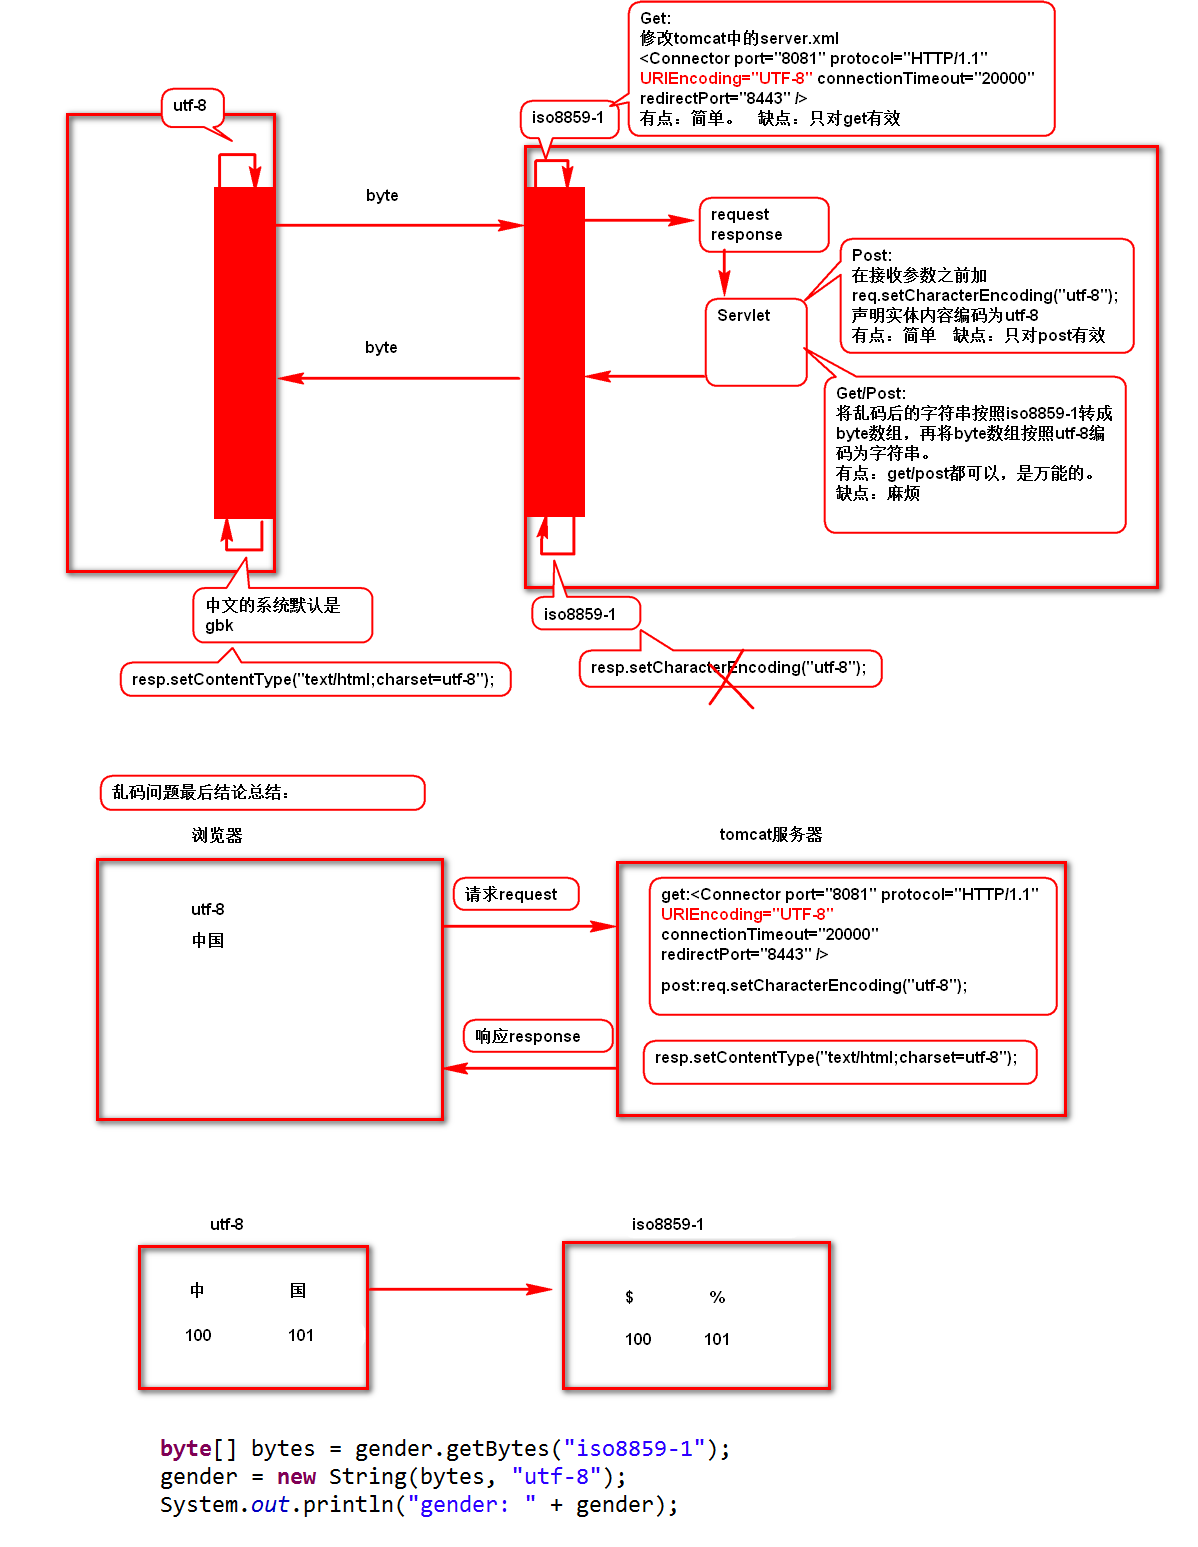 Get:
修改tomcat中的server.xml
<Connector port="8081" protocol="HTTP/1.1"
URIEncoding="UTF-8" connectionTimeout="20000"
redirectPort="8443" />
有点：简单。 缺点：只对get有效
utf-8
iso8859-1
byte
request
response
Post:
在接收参数之前加
req.setCharacterEncoding("utf-8");
声明实体内容编码为utf-8
有点：简单 缺点：只对post有效
Servlet
byte
Get/Post:
将乱码后的字符串按照iso8859-1转成
byte数组，再将byte数组按照utf-8编
码为字符串。
有点：get/post都可以，是万能的。
缺点：麻烦
中文的系统默认是
gbk
iso8859-1
resp.setContentType("text/html;charset=utf-8");
resp.setCharacterEncoding("utf-8");
乱码问题最后结论总结：
浏览器
tomcat服务器
utf-8
中国
请求request
get:<Connector port="8081" protocol="HTTP/1.1"
URIEncoding="UTF-8"
connectionTimeout="20000"
redirectPort="8443" />
post:req.setCharacterEncoding("utf-8");
响应response
resp.setContentType("text/html;charset=utf-8");
utf-8
iso8859-1
中 国
100 101
$ %
100 101
byte[] bytes = gender.getBytes("iso8859-1");
gender = new String(bytes, "utf-8");
System.out.println("gender: " + gender);